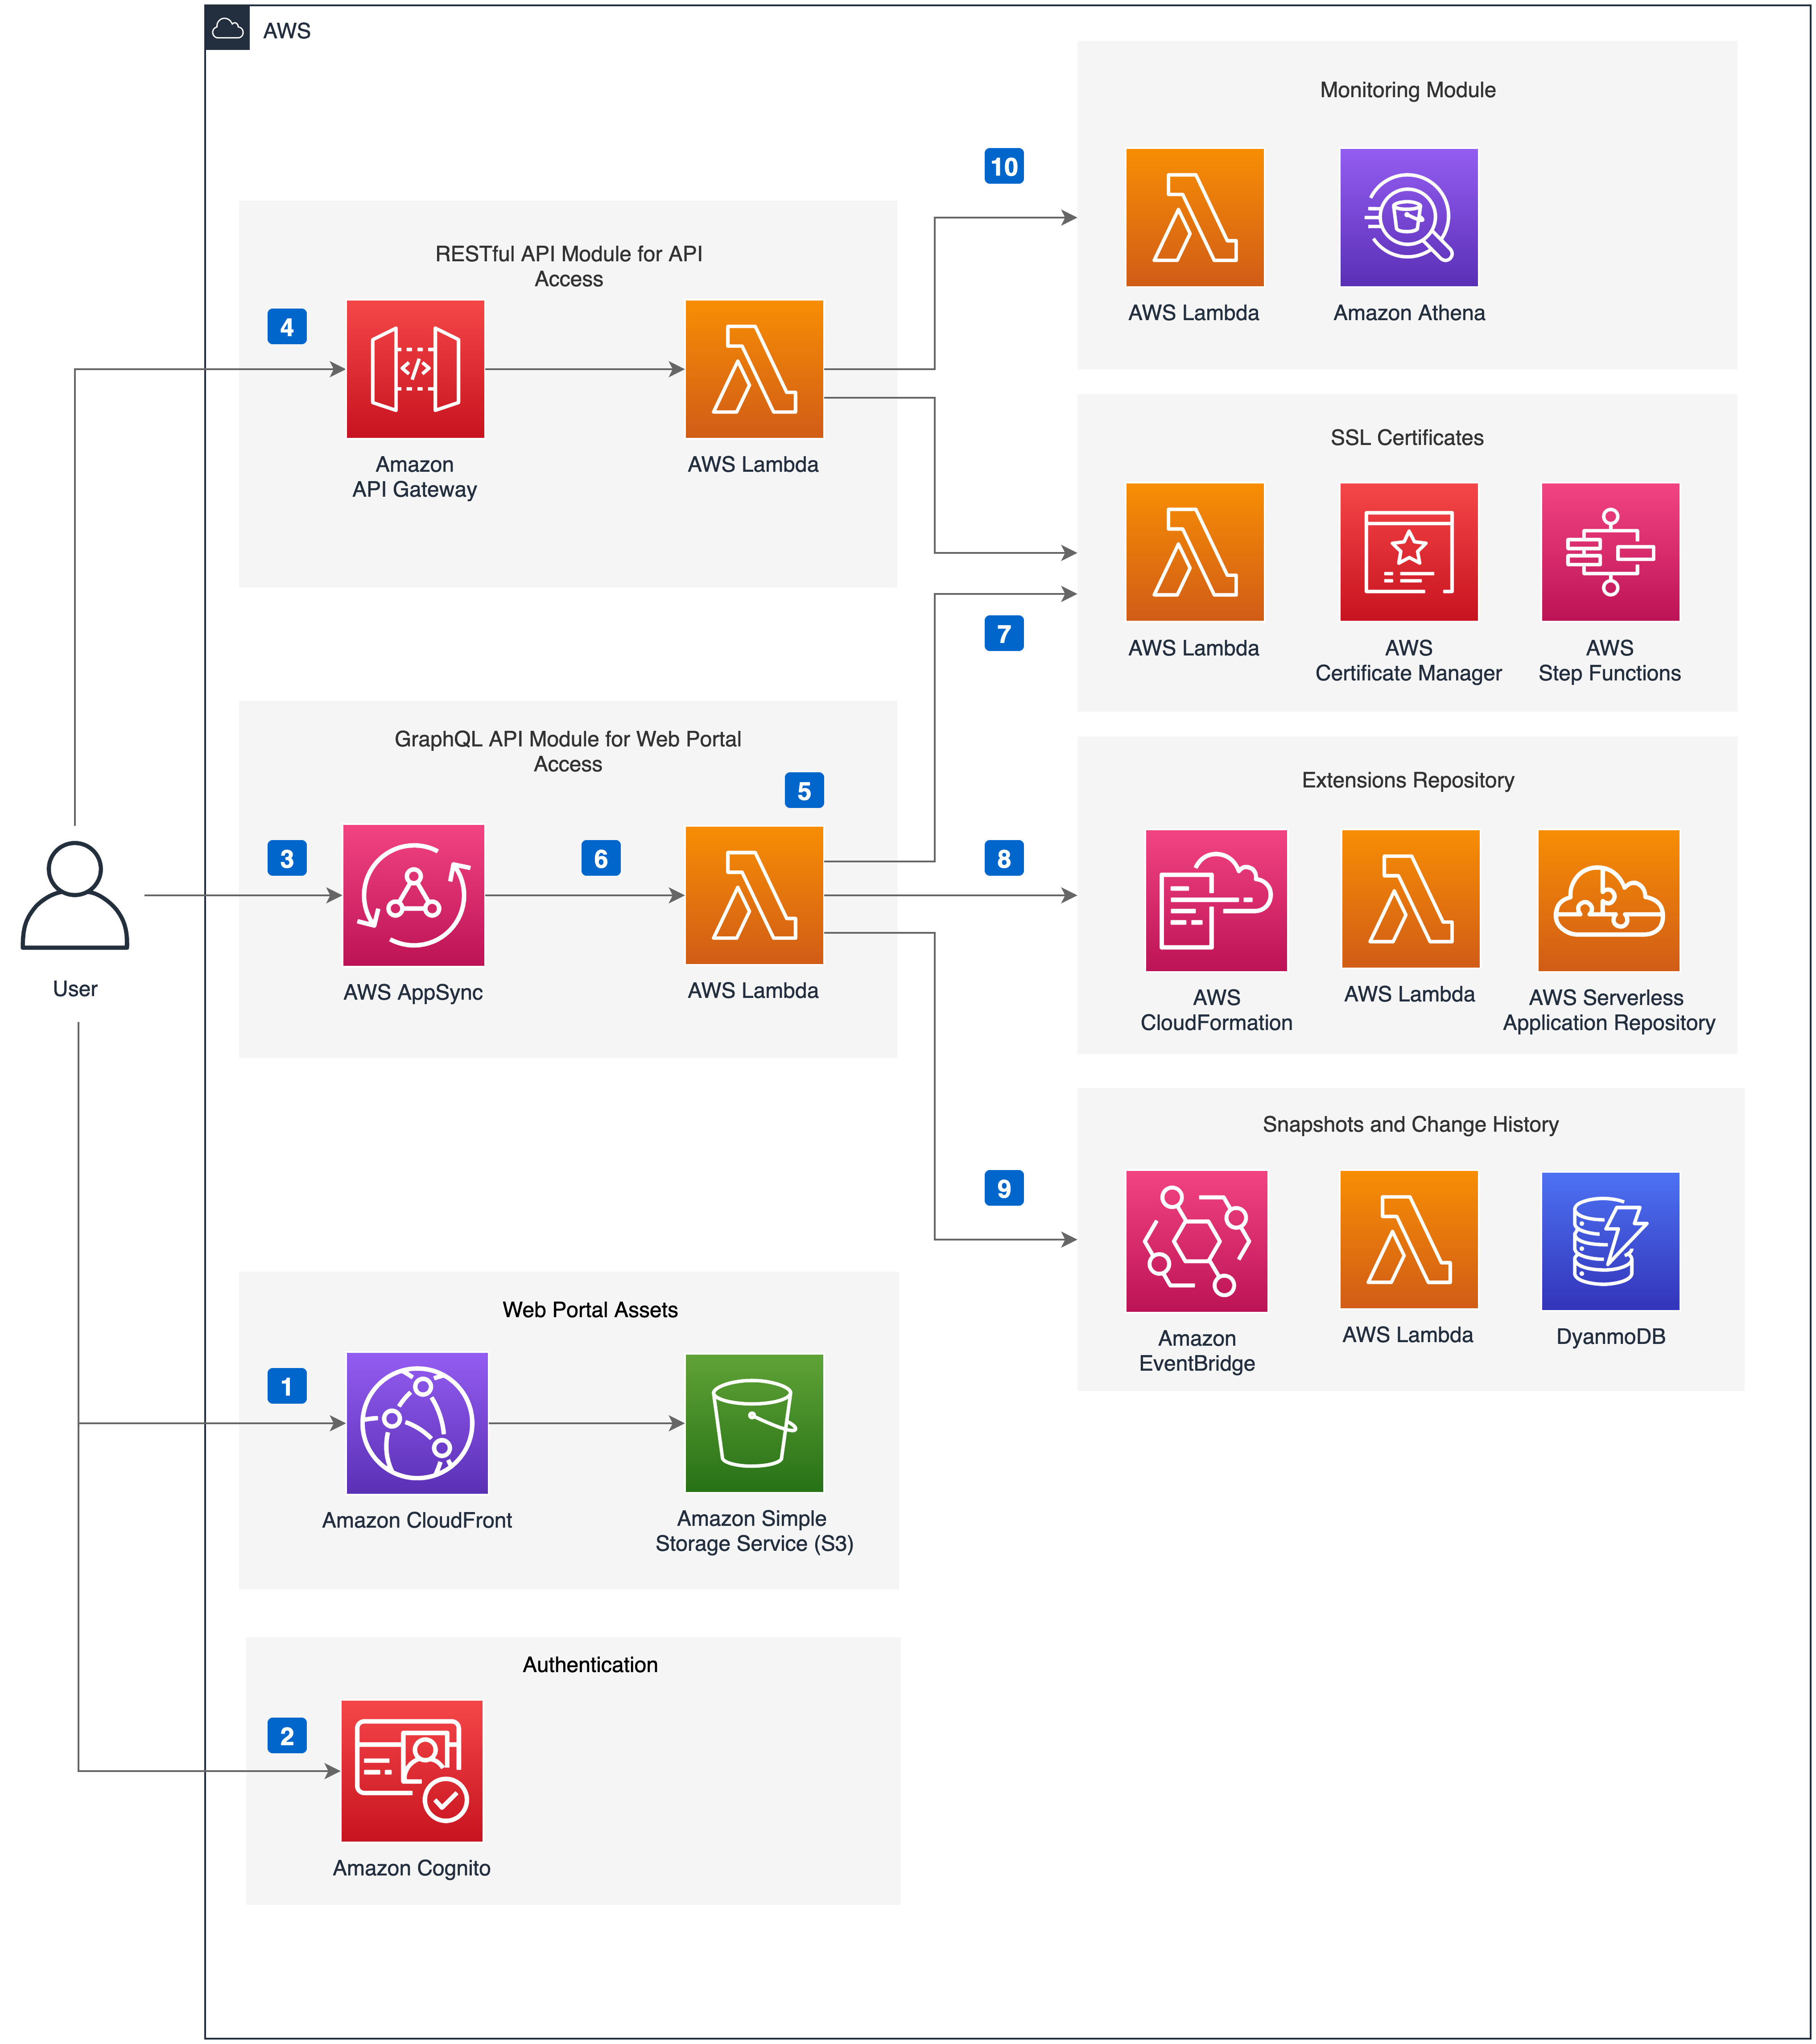 AWS
Monitoring Module
10
AWS Lambda
Amazon Athena
RESTful API Module for API
Access
4
Amazon
API Gateway
AWS Lambda
SSL Certificates
AWS Lambda
AWS
Certificate Manager
AWS
Step Functions
7
GraphQL API Module for Web Portal
Access
5
3
6
AWS AppSync
AWS Lambda
User
8
Extensions Repository
AWS
CloudFormation
AWS Lambda
AWS Serverless
Application Repository
9
Snapshots and Change History
Amazon
EventBridge
AWS Lambda
DyanmoDB
Web Portal Assets
1
Amazon CloudFront
Amazon Simple
Storage Service (S3)
Authentication
2
Amazon Cognito